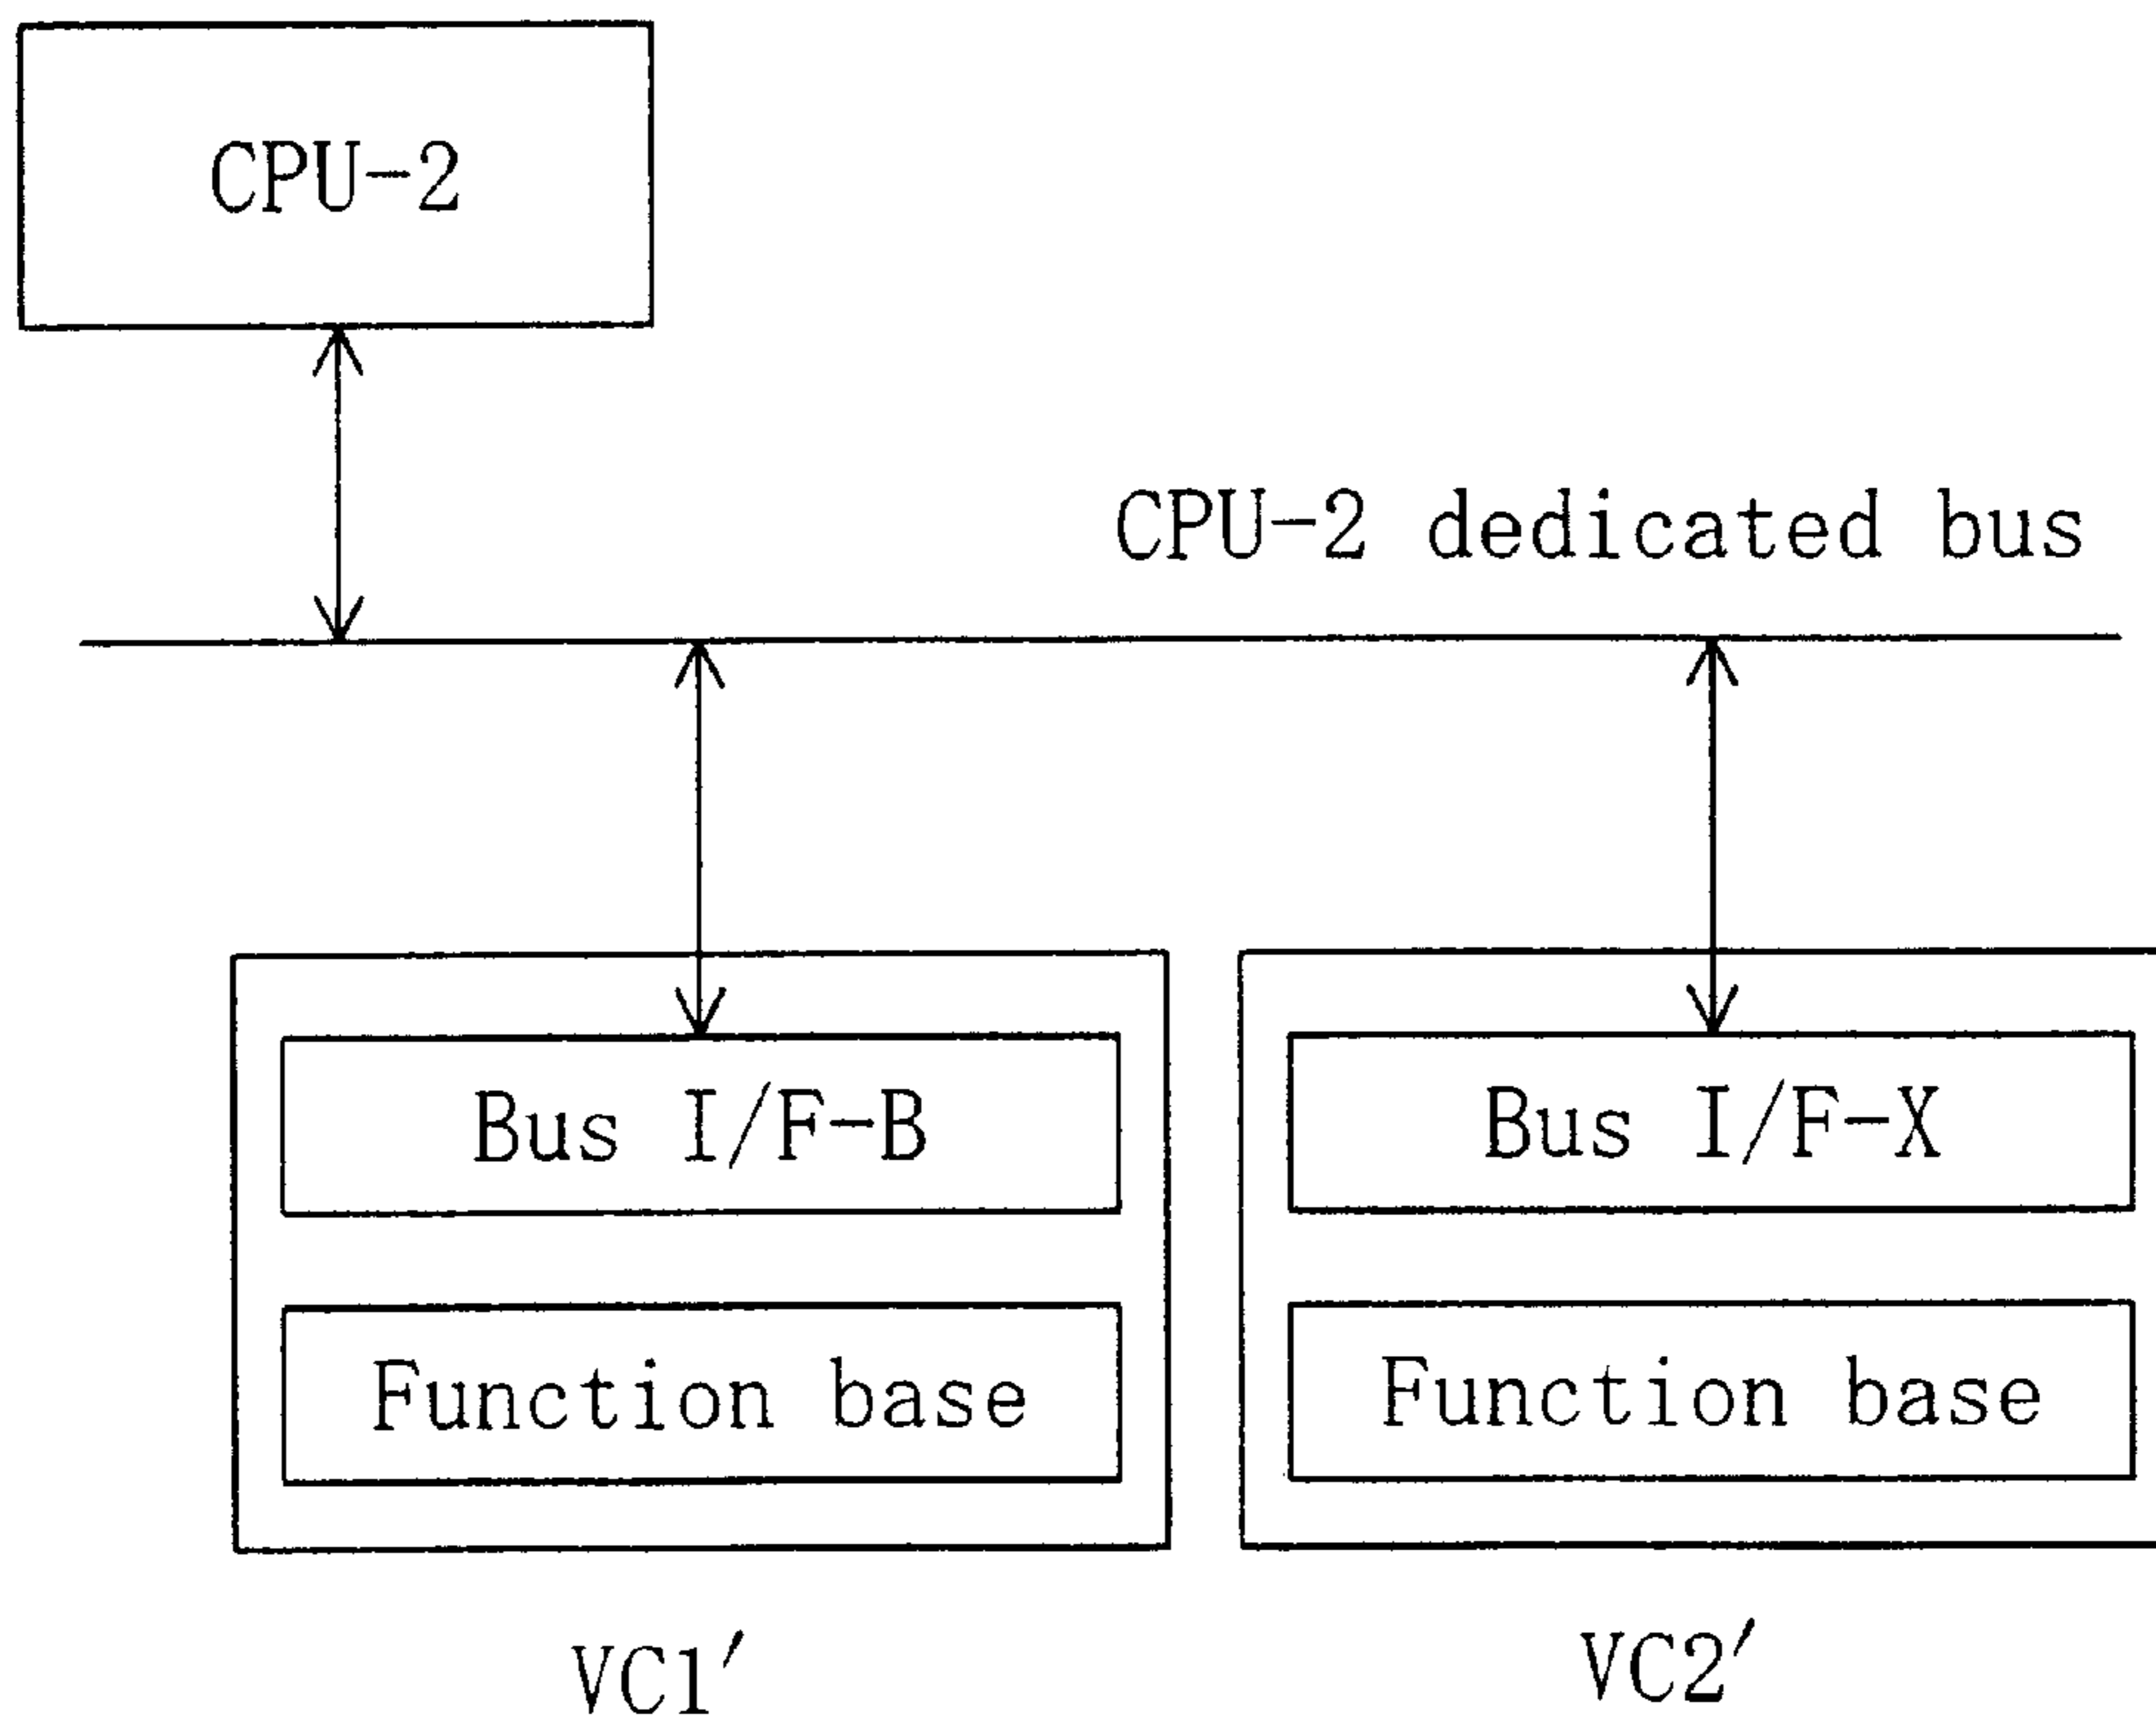 CPU-2
CPU-2 dedicated bus
Bus I/F-B
Bus I/F-X
Function base
Function base
VC1′
VC2′